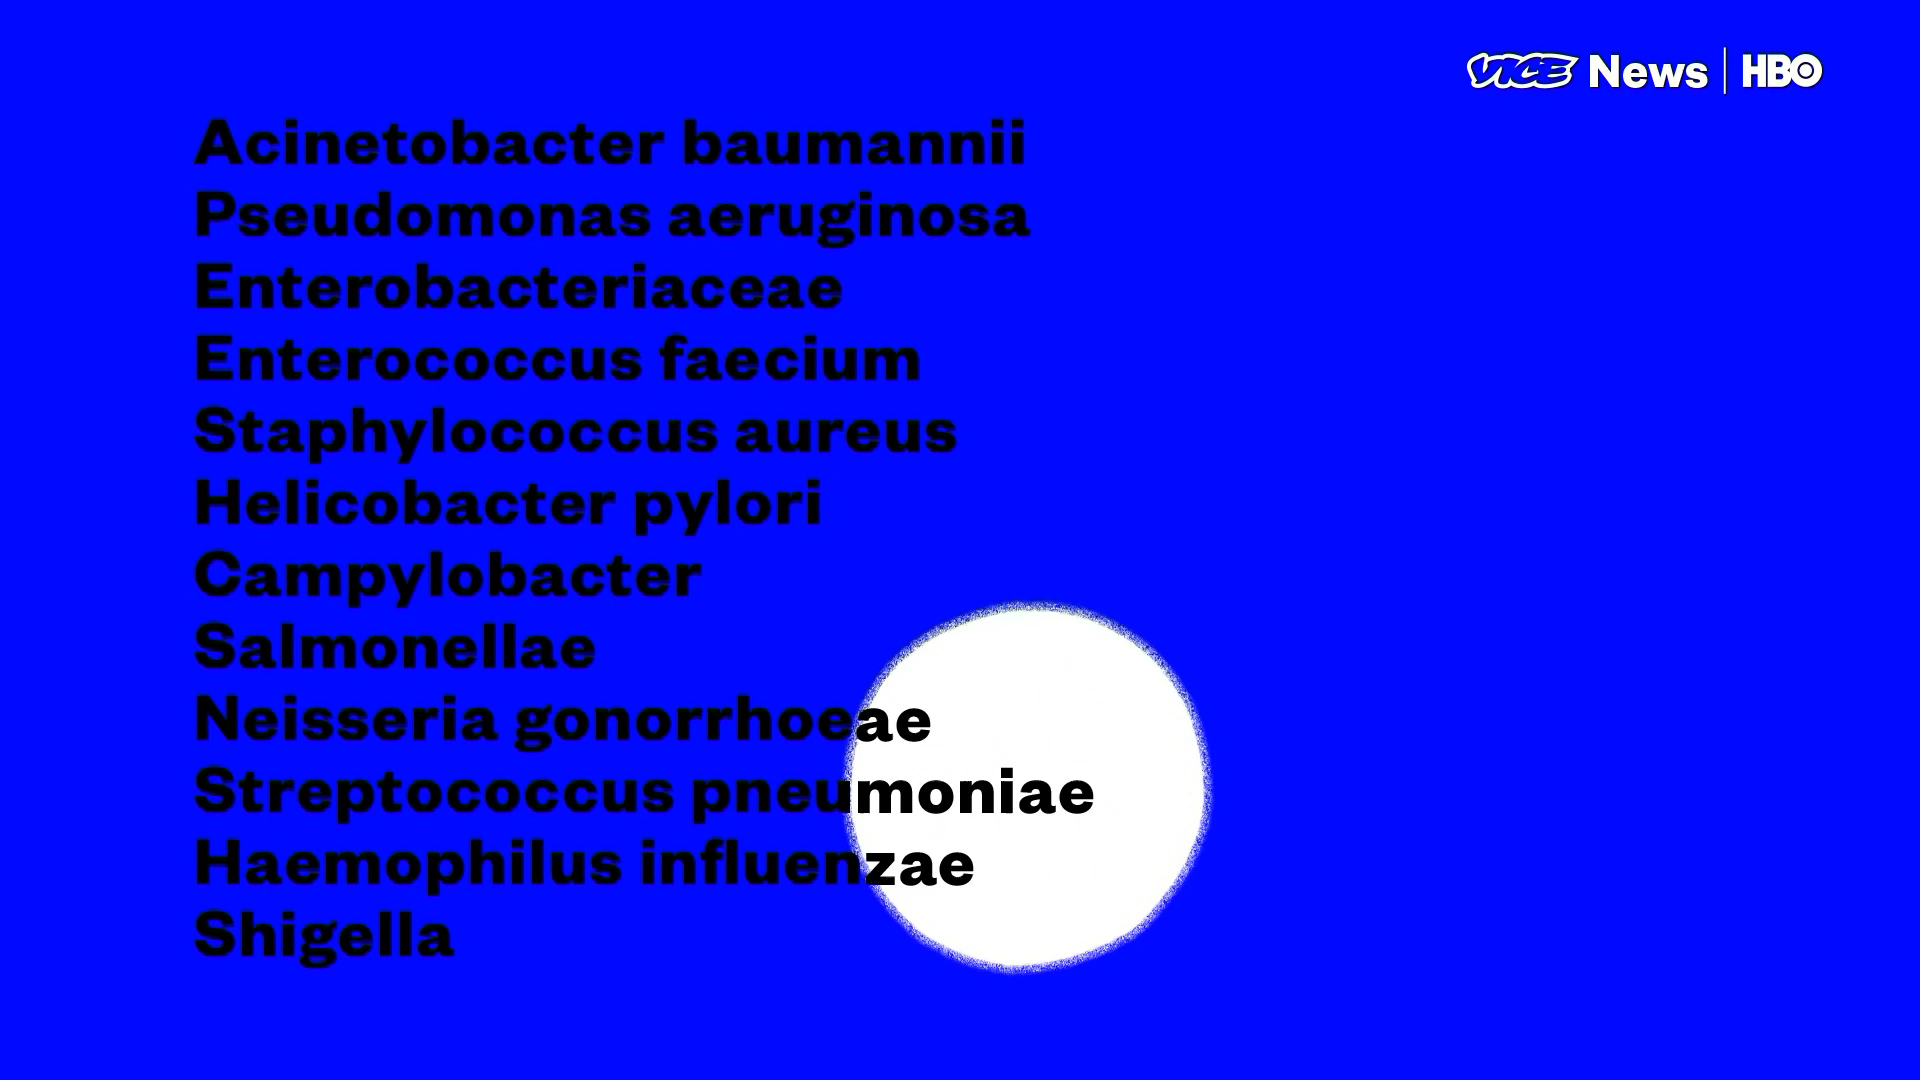 VICE News | HBO
Acinetobacter baumannii
Pseudomonas aeruginosa
Enterobacteriaceae
Enterococcus faecium
Staphylococcus aureus
Helicobacter pylori
Campylobacter
Salmonellae
Neisseria gonorrhoeae
Streptococcus pneumoniae
Haemophilus influenzae
Shigella